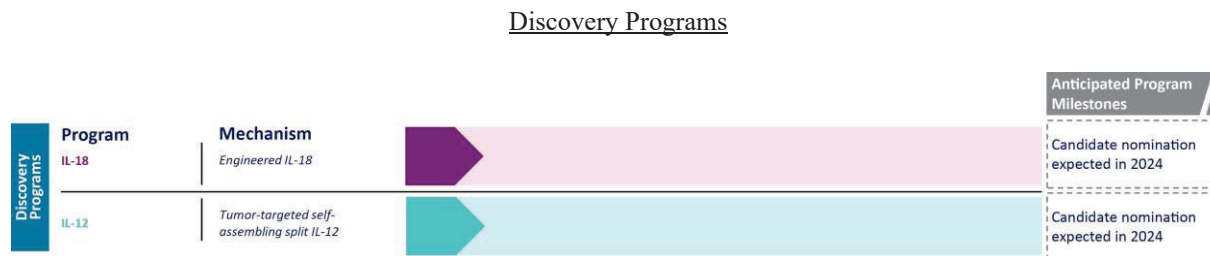 Discovery Programs
Anticipated Program
Milestones
Discovery
Programs
Program
Mechanism
IL-18
Engineered IL-18
Candidate nomination
expected in 2024
IL-12
Tumor-targeted self-
assembling split IL-12
Candidate nomination
expected in 2024